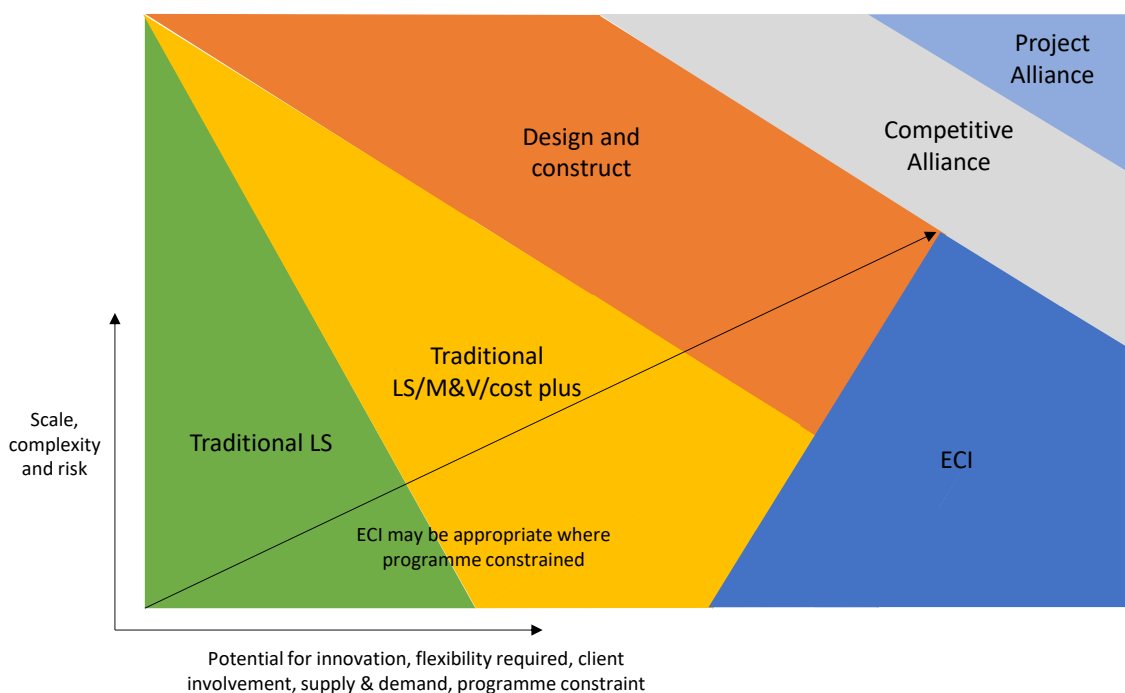 Project
Alliance
Competitive
Alliance
Design and
construct
Traditional
LS/M&V/cost plus
Traditional LS
ECI
ECI may be appropriate where
programme constrained
Scale,
complexity
and risk
Potential for innovation, flexibility required, client
involvement, supply & demand, programme constraint